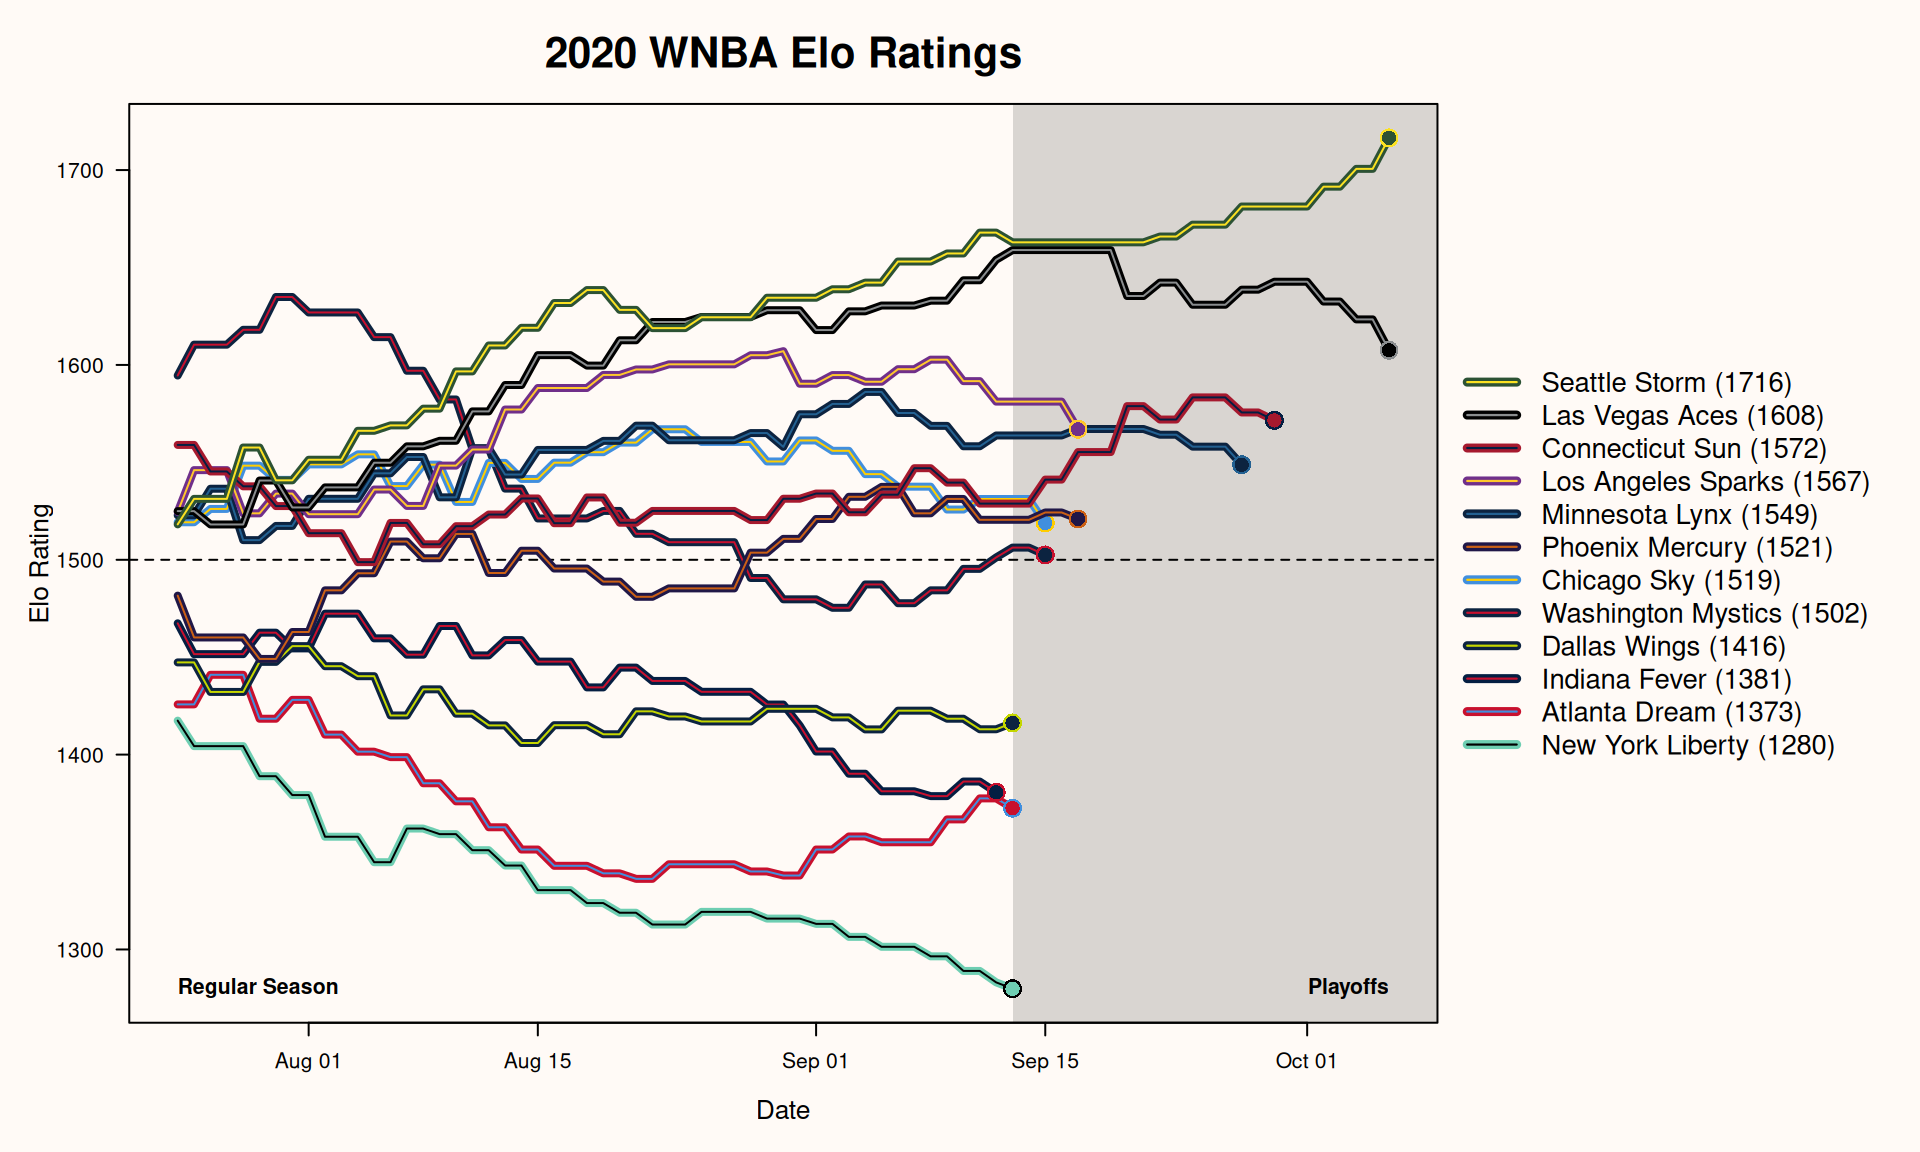 2020 WNBA Elo Ratings
Elo Rating
1700
1600
1500
1400
1300
Regular Season
Playoffs
Aug 01
Aug 15
Sep 01
Sep 15
Oct 01
Date
Seattle Storm (1716)
Las Vegas Aces (1608)
Connecticut Sun (1572)
Los Angeles Sparks (1567)
Minnesota Lynx (1549)
Phoenix Mercury (1521)
Chicago Sky (1519)
Washington Mystics (1502)
Dallas Wings (1416)
Indiana Fever (1381)
Atlanta Dream (1373)
New York Liberty (1280)